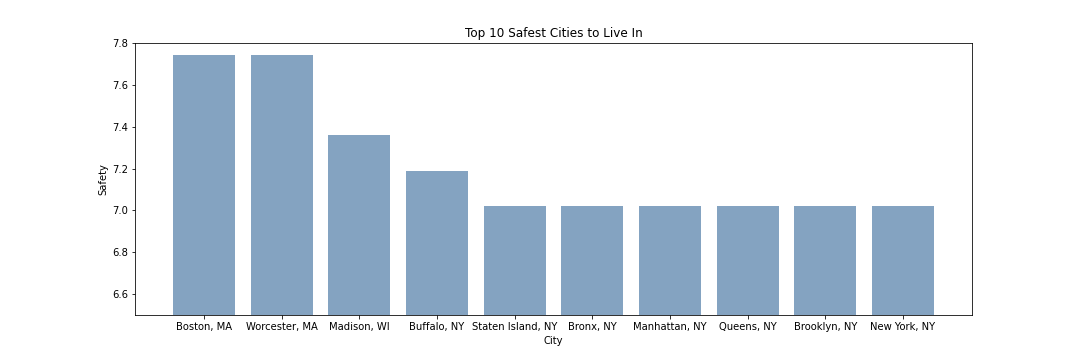 Top 10 Safest Cities to Live In
7.8
7.6
7.4
7.2
7.0
6.8
6.6
Safety
Boston, MA Worcester, MA Madison, WI Buffalo, NY Staten Island, NY Bronx, NY Manhattan, NY Queens, NY Brooklyn, NY New York, NY
City